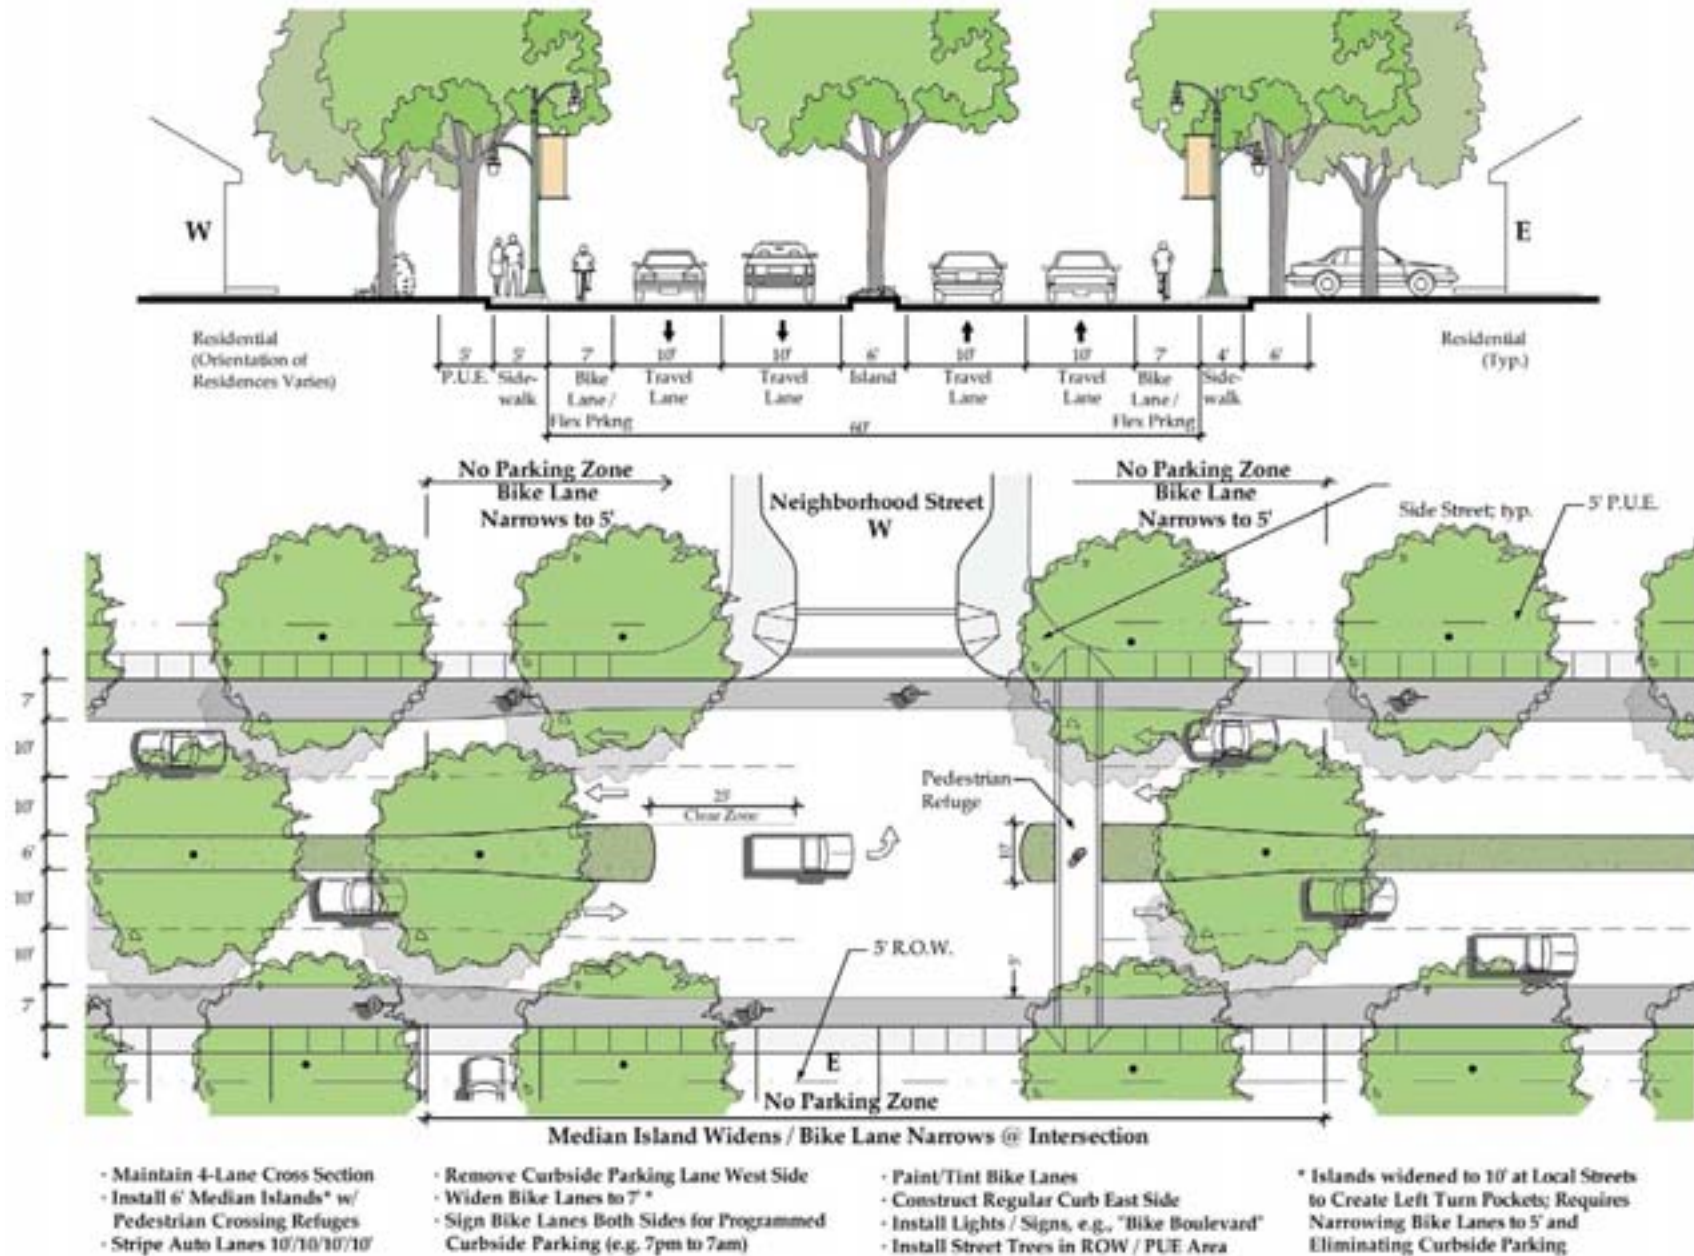 W
E
Residential
(Orientation of
Residences Varies)
Residential
(Typ.)
5' 5' 7' 10' 10' 6' 10' 10' 7' 4' 6'
P.U.E.
Side-
walk
Bike
Lane /
Flex Prkng
Travel
Lane
Travel
Lane
Island
Travel
Lane
Travel
Lane
Bike
Lane /
Flex Prkng
Side-
walk
60'
No Parking Zone
Bike Lane
Narrows to 5'
Neighborhood Street
W
No Parking Zone
Bike Lane
Narrows to 5'
Side Street; typ.
5' P.U.E.
7'
10'
10'
6'
10'
10'
7'
25'
Clear Zone
Pedestrian
Refuge
10'
5'
5' R.O.W.
E
No Parking Zone
Median Island Widens / Bike Lane Narrows @ Intersection
· Maintain 4-Lane Cross Section
· Install 6' Median Islands* w/
Pedestrian Crossing Refuges
· Stripe Auto Lanes 10'/10/10'/10'
· Remove Curbside Parking Lane West Side
· Widen Bike Lanes to 7' *
· Sign Bike Lanes Both Sides for Programmed
Curbside Parking (e.g. 7pm to 7am)
· Paint/Tint Bike Lanes
· Construct Regular Curb East Side
· Install Lights / Signs, e.g., "Bike Boulevard"
· Install Street Trees in ROW / PUE Area
* Islands widened to 10' at Local Streets
to Create Left Turn Pockets; Requires
Narrowing Bike Lanes to 5' and
Eliminating Curbside Parking